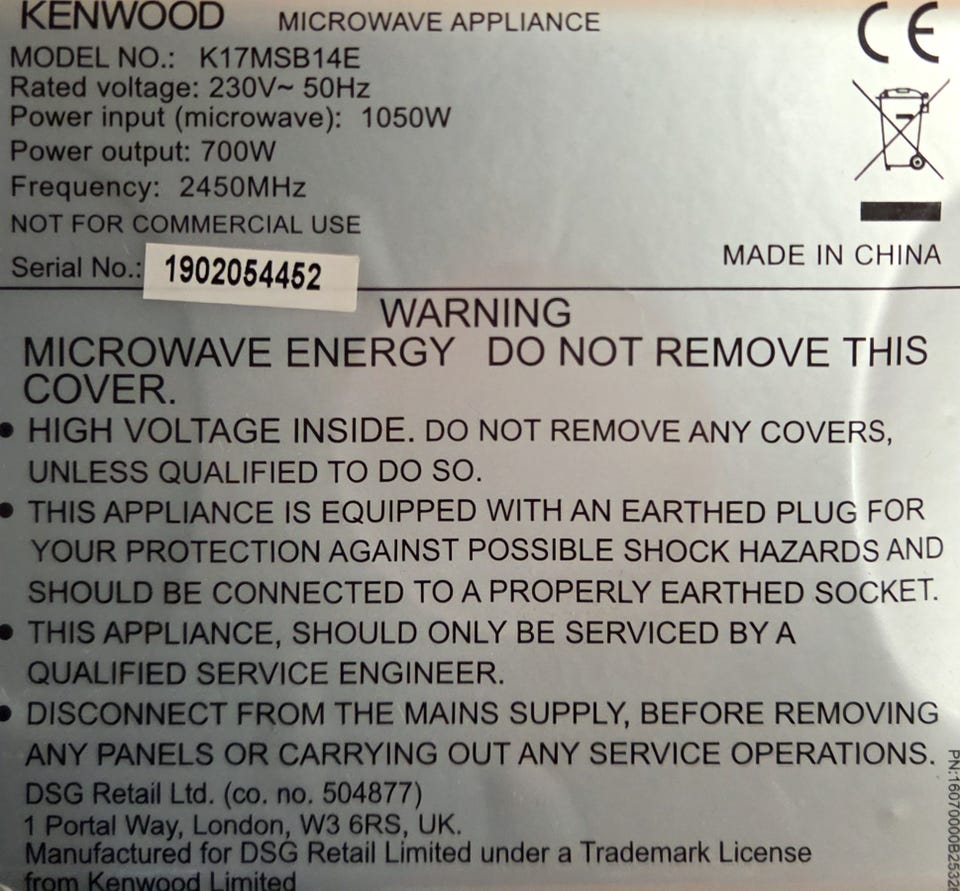 KENWOOD MICROWAVE APPLIANCE
MODEL NO.: K17MSB14E
Rated voltage: 230V~ 50Hz
Power input (microwave): 1050W
Power output: 700W
Frequency: 2450MHz
NOT FOR COMMERCIAL USE
MADE IN CHINA
Serial No.: 1902054452
WARNING
MICROWAVE ENERGY DO NOT REMOVE THIS
COVER.
• HIGH VOLTAGE INSIDE. DO NOT REMOVE ANY COVERS,
UNLESS QUALIFIED TO DO SO.
• THIS APPLIANCE IS EQUIPPED WITH AN EARTHED PLUG FOR
YOUR PROTECTION AGAINST POSSIBLE SHOCK HAZARDS AND
SHOULD BE CONNECTED TO A PROPERLY EARTHED SOCKET.
• THIS APPLIANCE, SHOULD ONLY BE SERVICED BY A
QUALIFIED SERVICE ENGINEER.
• DISCONNECT FROM THE MAINS SUPPLY, BEFORE REMOVING
ANY PANELS OR CARRYING OUT ANY SERVICE OPERATIONS.
DSG Retail Ltd. (co. no. 504877)
1 Portal Way, London, W3 6RS, UK.
Manufactured for DSG Retail Limited under a Trademark License
from Kenwood Limited
CE